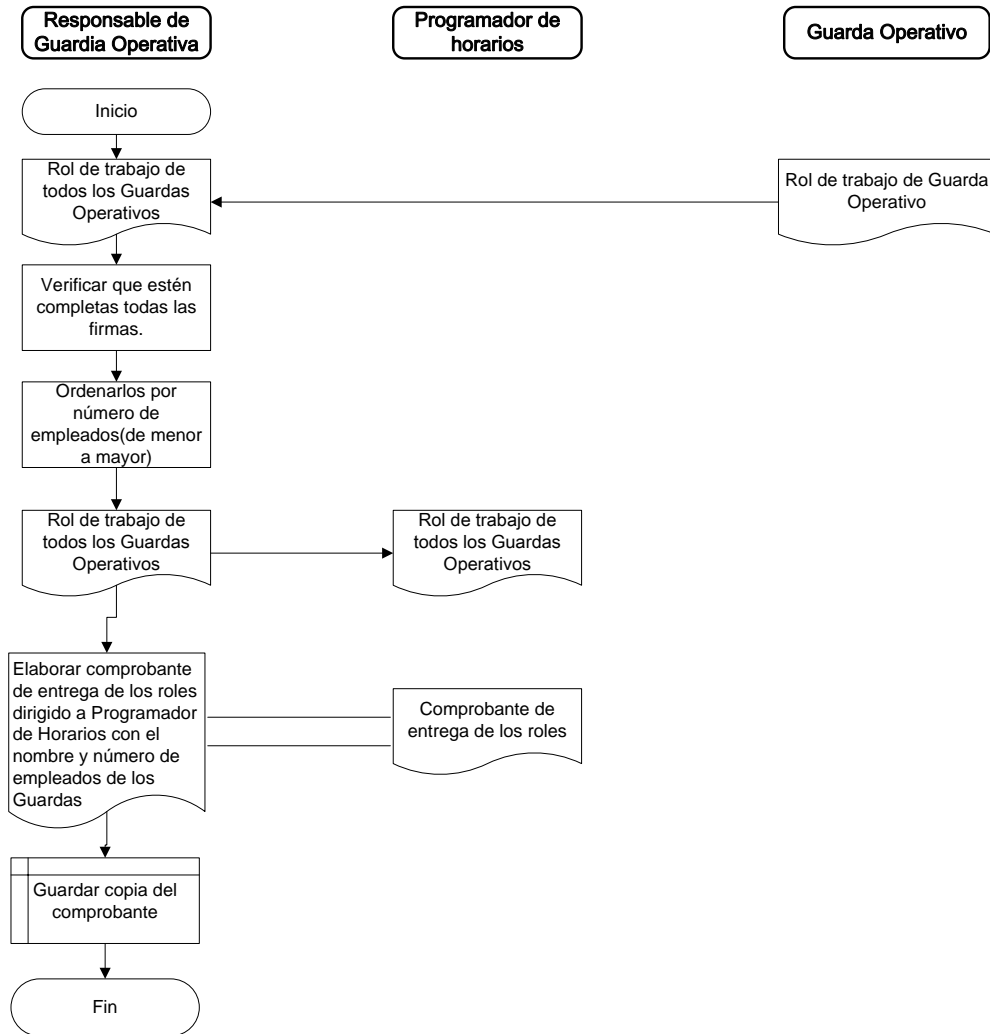 Responsable de
Guardia Operativa
Programador de
horarios
Guarda Operativo
Inicio
Rol de trabajo de
todos los Guardas
Operativos
Rol de trabajo de Guarda
Operativo
Verificar que estén
completas todas las
firmas.
Ordenarlos por
número de
empleados(de menor
a mayor)
Rol de trabajo de
todos los Guardas
Operativos
Rol de trabajo de
todos los Guardas
Operativos
Elaborar comprobante
de entrega de los roles
dirigido a Programador
de Horarios con el
nombre y número de
empleados de los
Guardas
Comprobante de
entrega de los roles
Guardar copia del
comprobante
Fin